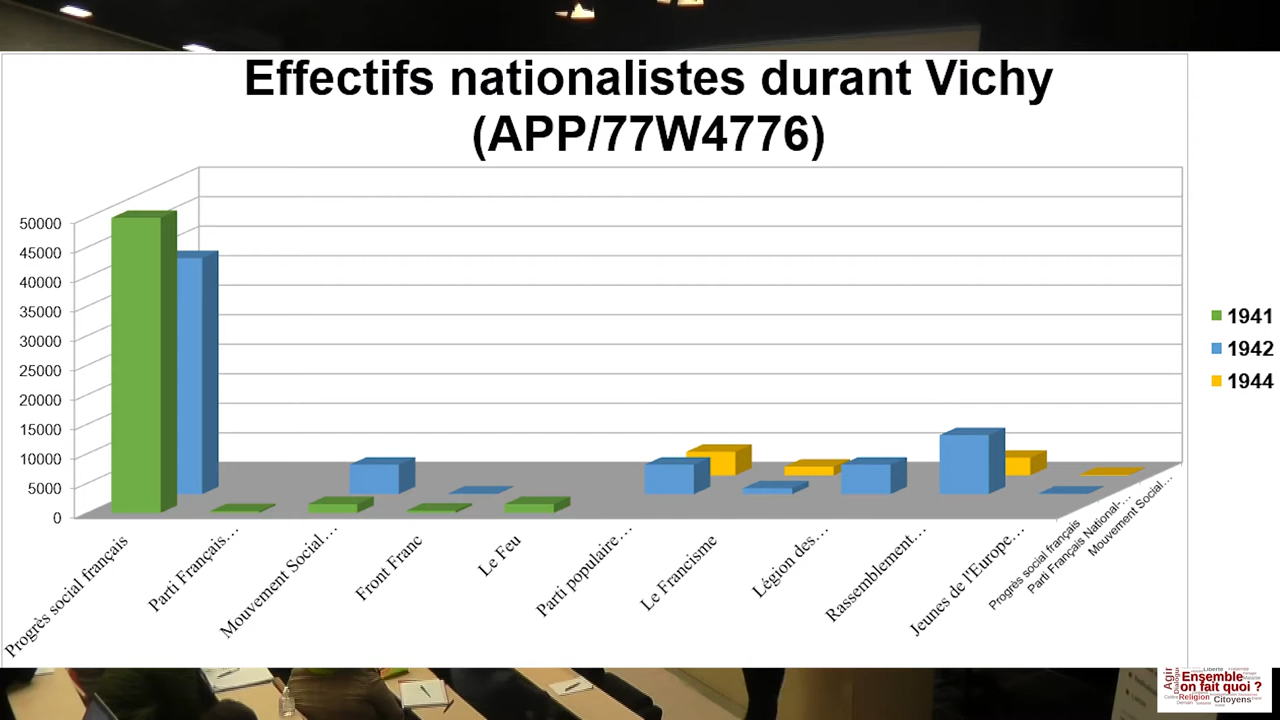 Effectifs nationalistes durant Vichy
(APP/77W4776)
50000
45000
40000
35000
30000
25000
20000
15000
10000
5000
0
1941
1942
1944
Progrès social français
Parti Français…
Mouvement Social…
Front Franc
Le Feu
Parti populaire…
Le Francisme
Légion des…
Rassemblement…
Jeunes de l'Europe…
Progrès social français
Parti Français National-…
Mouvement Social…
Agir
Liberté
Ensemble
on fait quoi ?
Religion
Citoyens